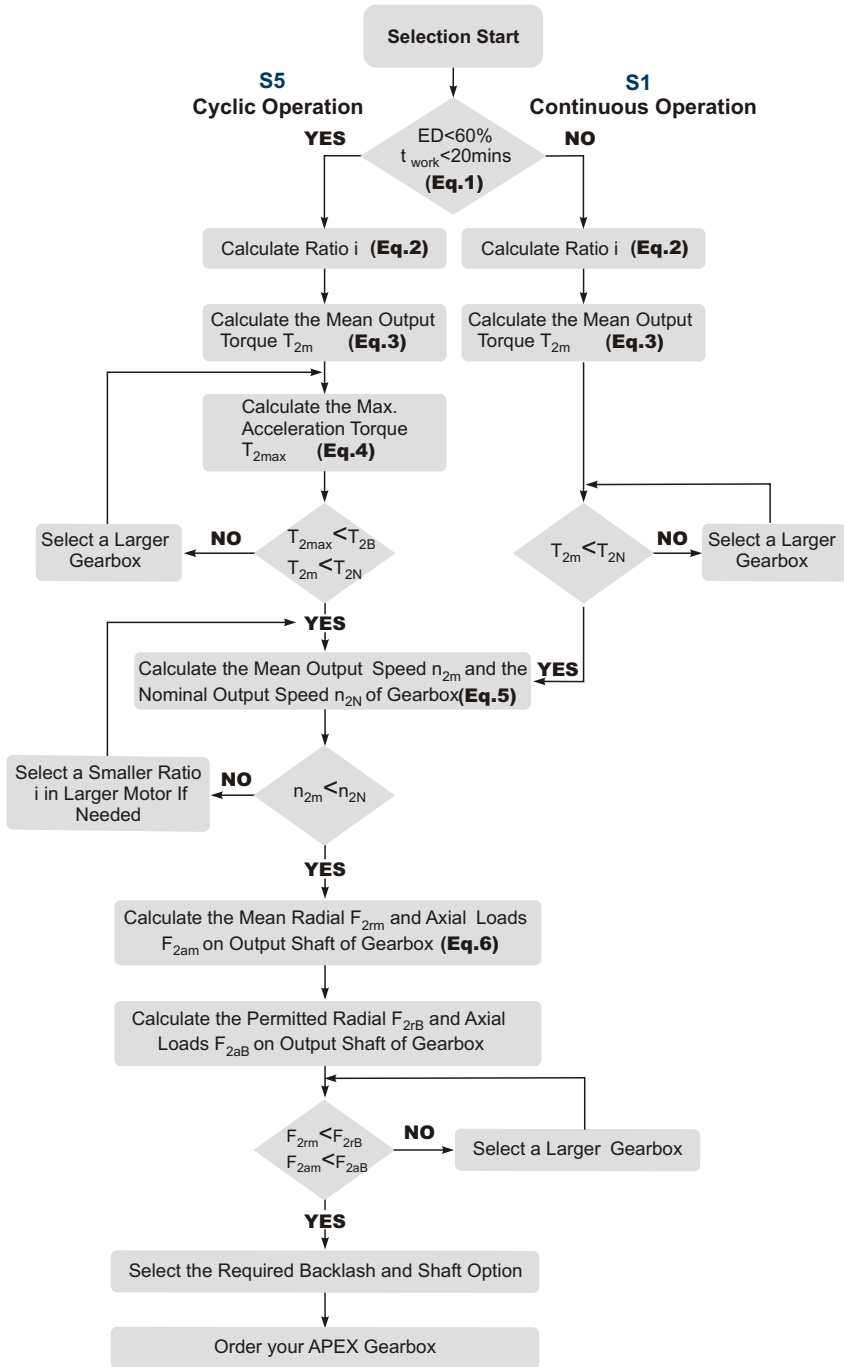 Selection Start
S5
Cyclic Operation
S1
Continuous Operation
YES
ED<60%
t work<20mins
(Eq.1)
NO
Calculate Ratio i (Eq.2)
Calculate Ratio i (Eq.2)
Calculate the Mean Output
Torque T2m (Eq.3)
Calculate the Mean Output
Torque T2m (Eq.3)
Calculate the Max.
Acceleration Torque
T2max (Eq.4)
Select a Larger
Gearbox
NO
T2max<T2B
T2m<T2N
T2m<T2N
NO
Select a Larger
Gearbox
YES
Calculate the Mean Output Speed n2m and the
Nominal Output Speed n2N of Gearbox(Eq.5)
YES
Select a Smaller Ratio
i in Larger Motor If
Needed
NO
n2m<n2N
YES
Calculate the Mean Radial F2rm and Axial Loads
F2am on Output Shaft of Gearbox (Eq.6)
Calculate the Permitted Radial F2rB and Axial
Loads F2aB on Output Shaft of Gearbox
F2rm<F2rB
F2am<F2aB
NO
Select a Larger Gearbox
YES
Select the Required Backlash and Shaft Option
Order your APEX Gearbox